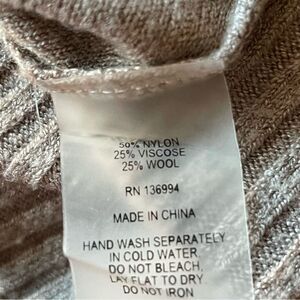 50% NYLON
25% VISCOSE
25% WOOL
RN 136994
MADE IN CHINA
HAND WASH SEPARATELY
IN COLD WATER
DO NOT BLEACH,
LAY FLAT TO DRY
DO NOT IRON